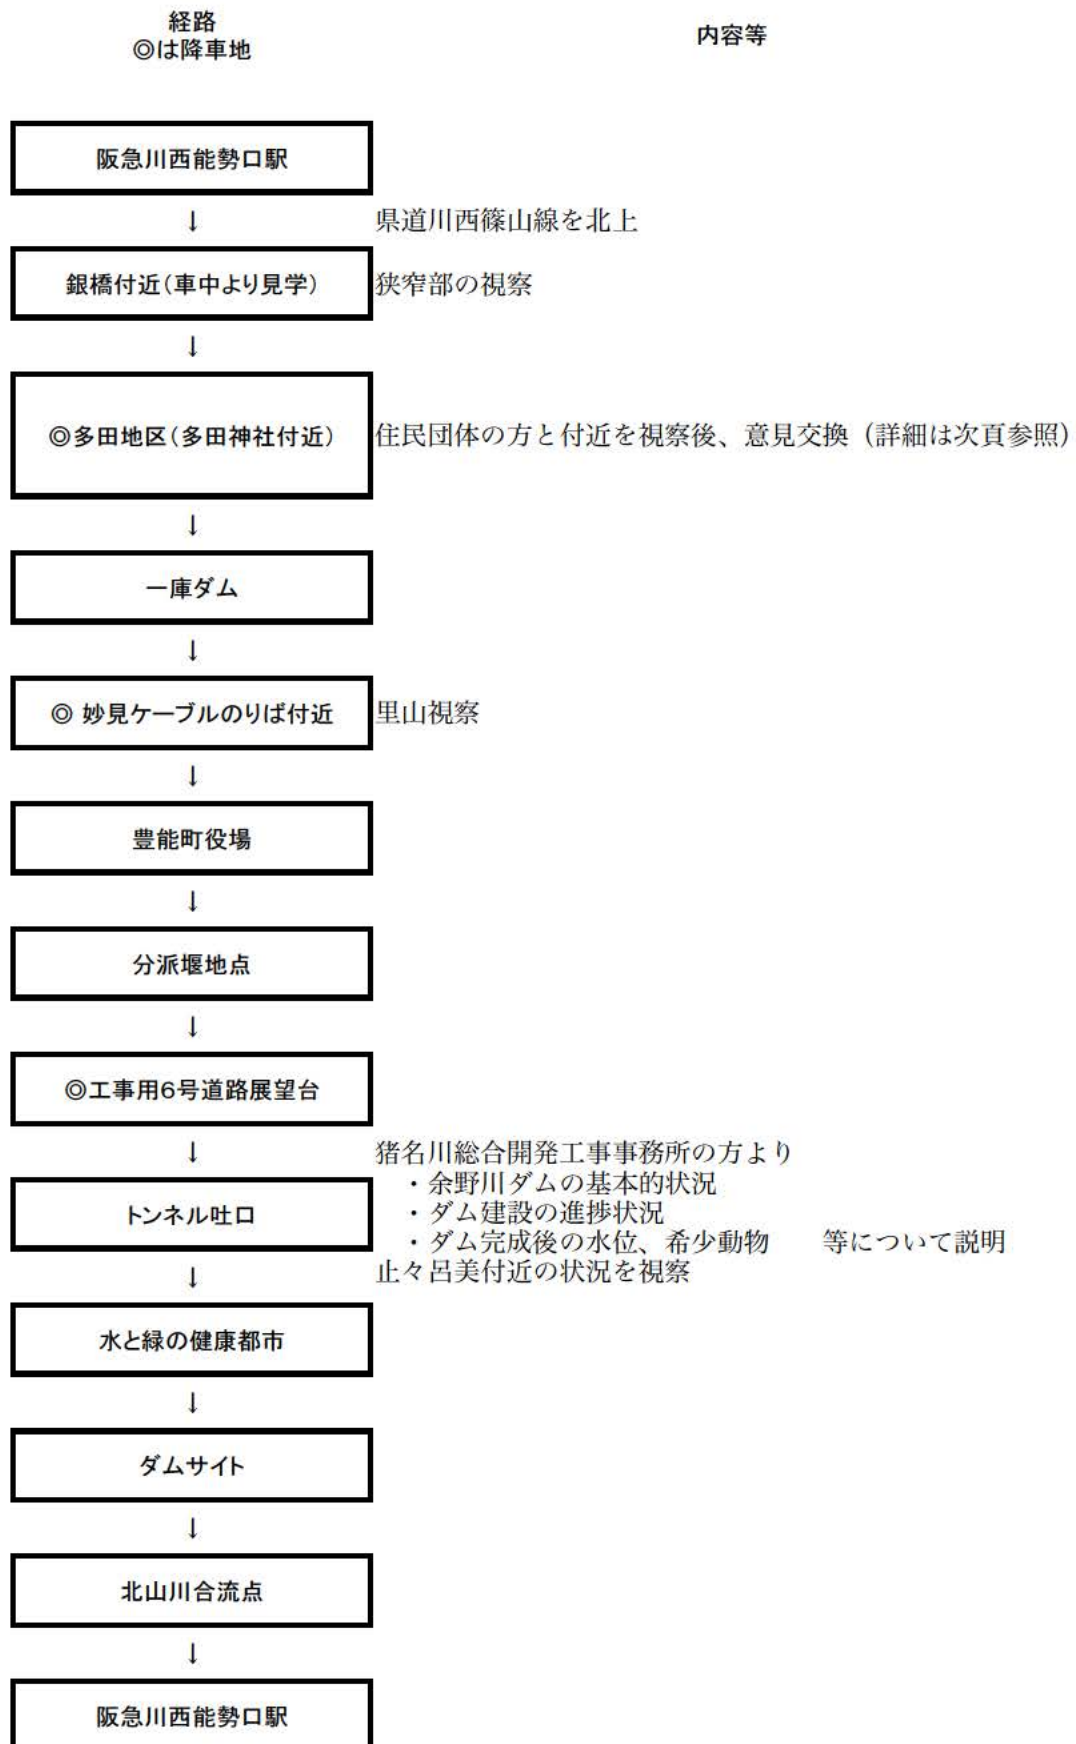 経路
◎は降車地
内容等
阪急川西能勢口駅
↓
県道川西篠山線を北上
銀橋付近(車中より見学)
狭窄部の視察
↓
◎多田地区(多田神社付近)
住民団体の方と付近を視察後、意見交換（詳細は次頁参照）
↓
一庫ダム
↓
◎ 妙見ケーブルのりば付近
里山視察
↓
豊能町役場
↓
分派堰地点
↓
◎工事用6号道路展望台
↓
猪名川総合開発工事事務所の方より
・余野川ダムの基本的状況
トンネル吐口
・ダム建設の進捗状況
・ダム完成後の水位、希少動物　　等について説明
止々呂美付近の状況を視察
↓
水と緑の健康都市
↓
ダムサイト
↓
北山川合流点
↓
阪急川西能勢口駅